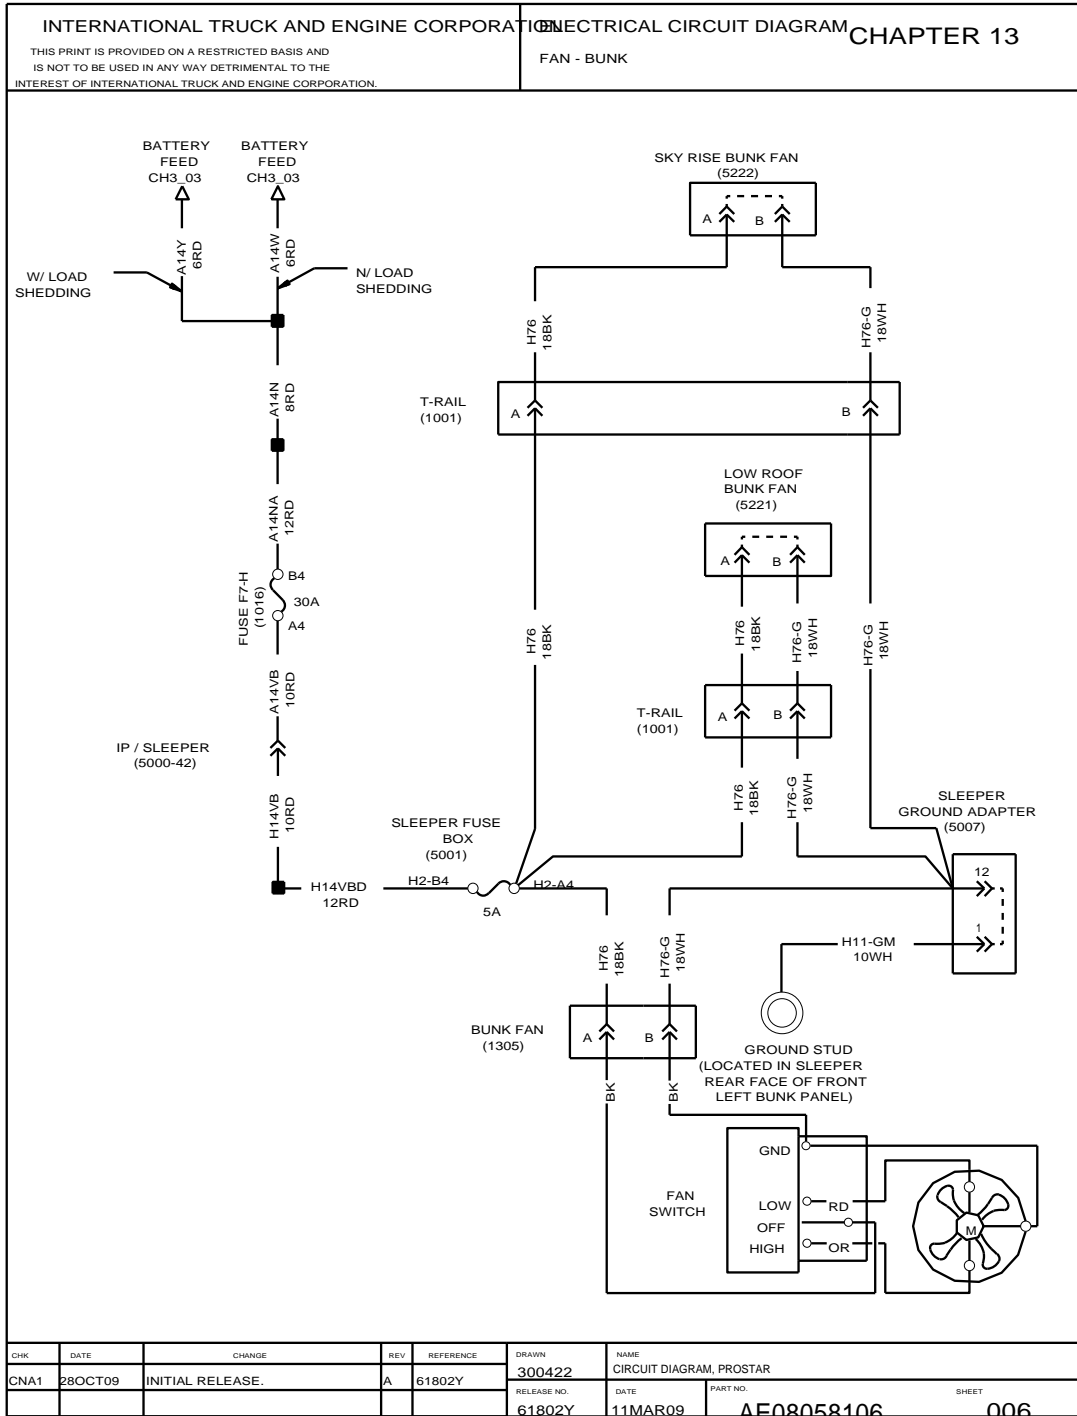 INTERNATIONAL TRUCK AND ENGINE CORPORATION
THIS PRINT IS PROVIDED ON A RESTRICTED BASIS AND
IS NOT TO BE USED IN ANY WAY DETRIMENTAL TO THE
INTEREST OF INTERNATIONAL TRUCK AND ENGINE CORPORATION.
ELECTRICAL CIRCUIT DIAGRAM
FAN - BUNK
CHAPTER 13
BATTERY
FEED
CH3_03
BATTERY
FEED
CH3_03
A14Y
6RD
A14W
6RD
W/ LOAD
SHEDDING
N/ LOAD
SHEDDING
A14N
8RD
A14NA
12RD
FUSE F7-H
(1016)
B4
30A
A4
A14VB
10RD
IP / SLEEPER
(5000-42)
H14VB
10RD
H14VBD
12RD
SKY RISE BUNK FAN
(5222)
A
B
H76
18BK
H76-G
18WH
T-RAIL
(1001)
A
B
LOW ROOF
BUNK FAN
(5221)
A
B
H76
18BK
H76
18BK
H76-G
18WH
H76-G
18WH
T-RAIL
(1001)
A
B
H76
18BK
H76-G
18WH
SLEEPER FUSE
BOX
(5001)
H2-B4
H2-A4
5A
SLEEPER
GROUND ADAPTER
(5007)
12
1
H11-GM
10WH
H76
18BK
H76-G
18WH
BUNK FAN
(1305)
A
B
BK
BK
GROUND STUD
(LOCATED IN SLEEPER
REAR FACE OF FRONT
LEFT BUNK PANEL)
FAN
SWITCH
GND
LOW
OFF
HIGH
RD
OR
M
CHK
DATE
CHANGE
REV
REFERENCE
CNA1
28OCT09
INITIAL RELEASE.
A
61802Y
DRAWN
300422
NAME
CIRCUIT DIAGRAM, PROSTAR
RELEASE NO.
61802Y
DATE
11MAR09
PART NO.
AE08058106
SHEET
006